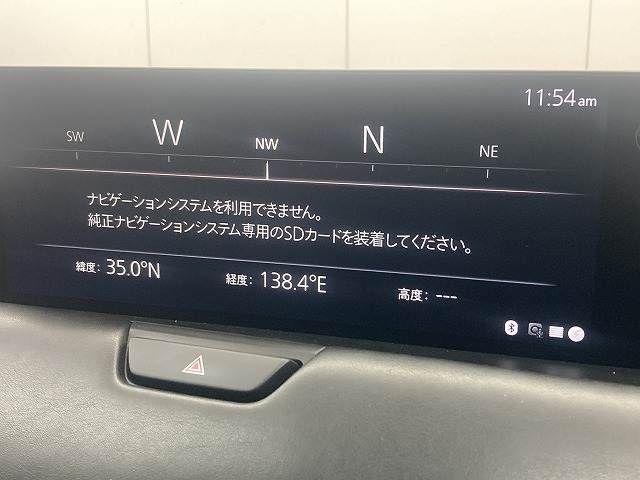 11:54am
SW W NW N NE
ナビゲーションシステムを利用できません。
純正ナビゲーションシステム専用のSDカードを装着してください。
緯度: 35.0°N 経度: 138.4°E 高度: ---